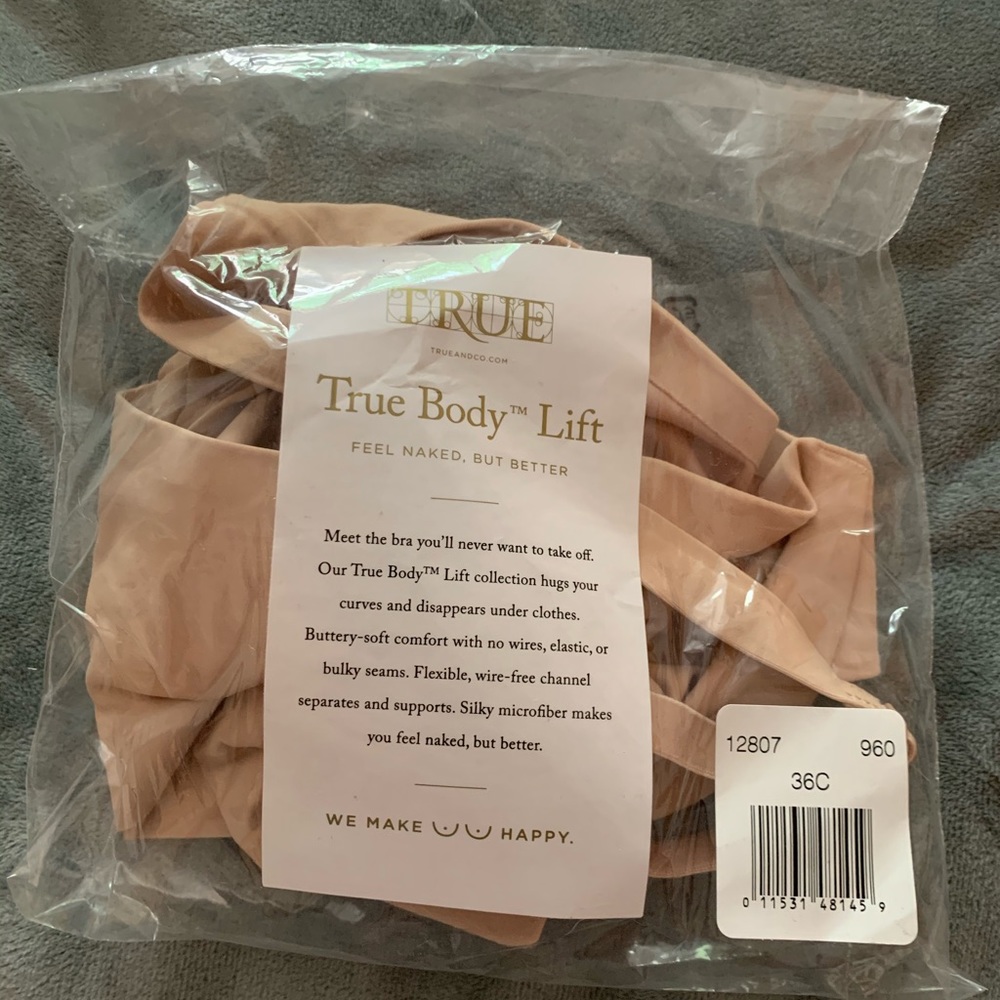 TRUE
TRUEANDCO.COM
True Body™ Lift
FEEL NAKED, BUT BETTER
Meet the bra you'll never want to take off.
Our True Body™ Lift collection hugs your
curves and disappears under clothes.
Buttery-soft comfort with no wires, elastic, or
bulky seams. Flexible, wire-free channel
separates and supports. Silky microfiber makes
you feel naked, but better.
WE MAKE HAPPY.
12807 960
36C
0 11531 48145 9